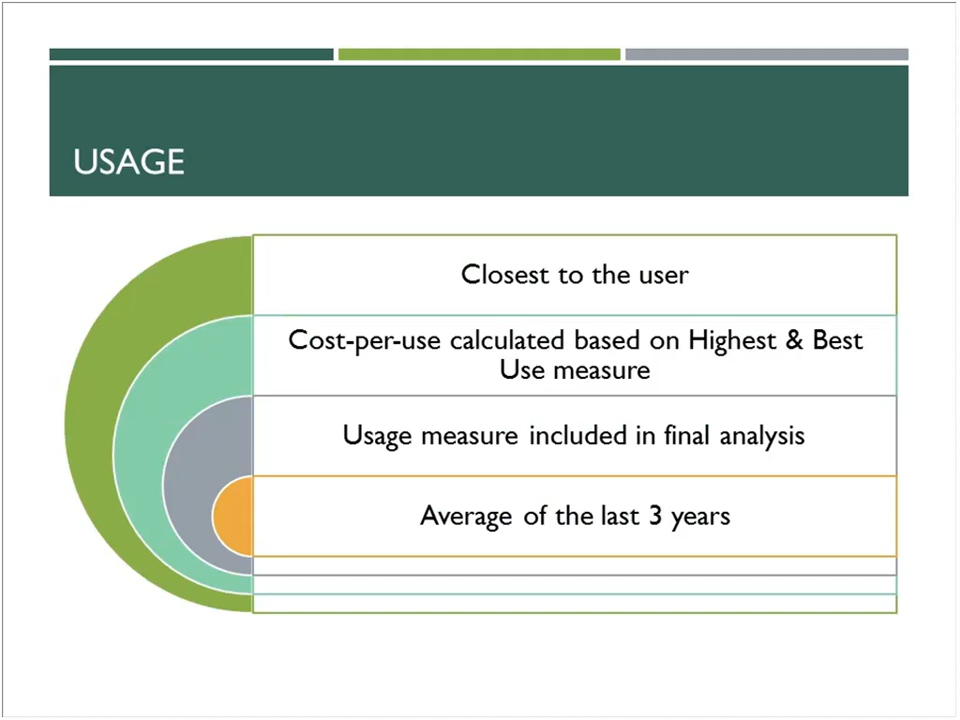 USAGE
Closest to the user
Cost-per-use calculated based on Highest & Best
Use measure
Usage measure included in final analysis
Average of the last 3 years